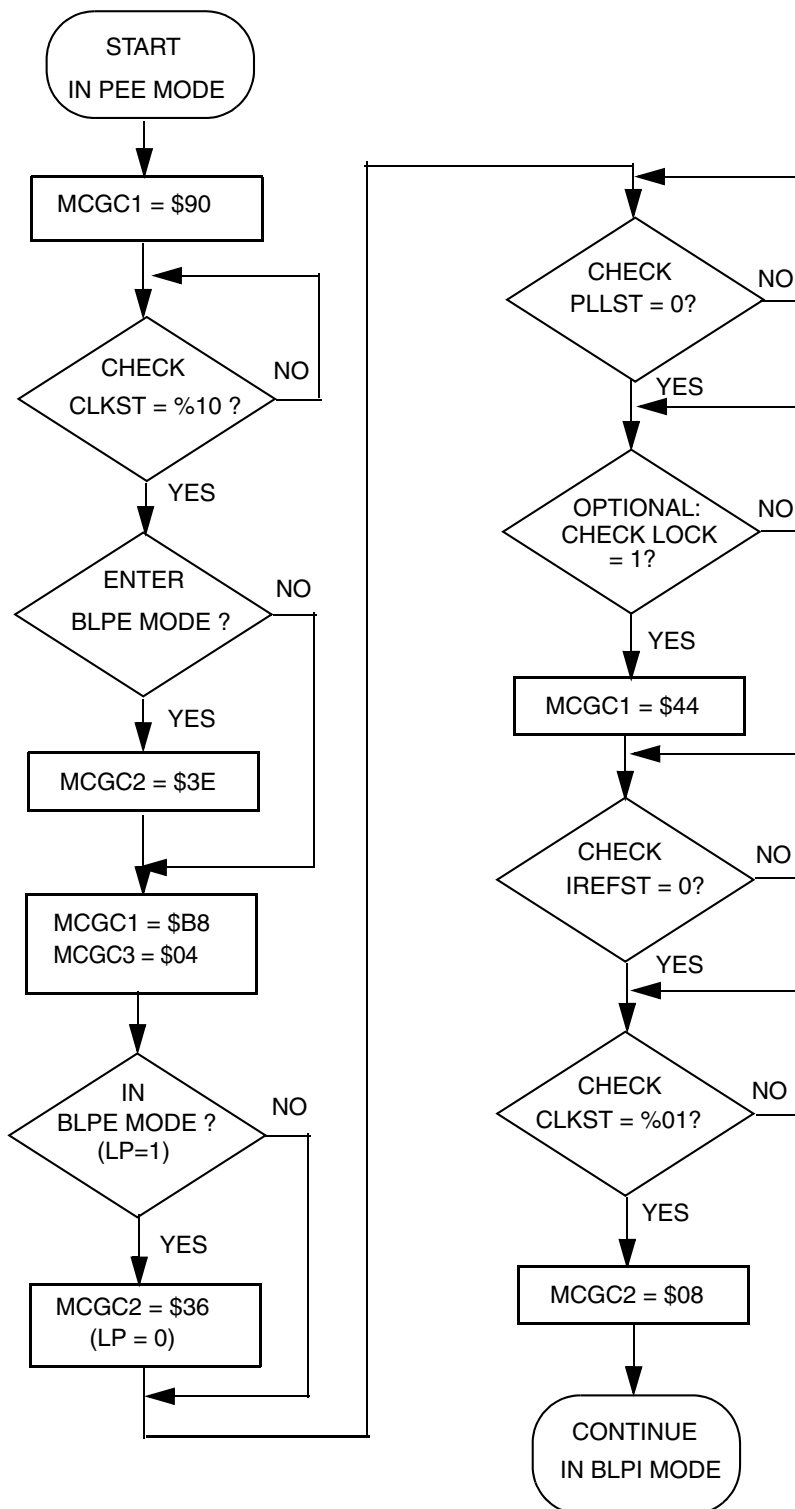 START
IN PEE MODE
MCGC1 = $90
CHECK
CLKST = %10 ?
NO
YES
ENTER
BLPE MODE ?
NO
YES
MCGC2 = $3E
MCGC1 = $B8
MCGC3 = $04
IN
BLPE MODE ?
(LP=1)
NO
YES
MCGC2 = $36
(LP = 0)
CHECK
PLLST = 0?
NO
YES
OPTIONAL:
CHECK LOCK
= 1?
NO
YES
MCGC1 = $44
CHECK
IREFST = 0?
NO
YES
CHECK
CLKST = %01?
NO
YES
MCGC2 = $08
CONTINUE
IN BLPI MODE